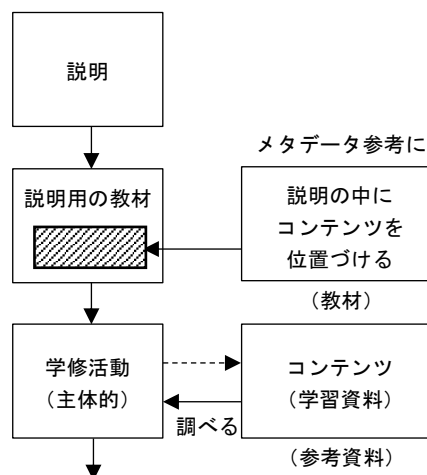 説明
メタデータ参考に
説明用の教材
説明の中に
コンテンツを
位置づける
（教材）
学修活動
（主体的）
コンテンツ
（学習資料）
調べる
（参考資料）